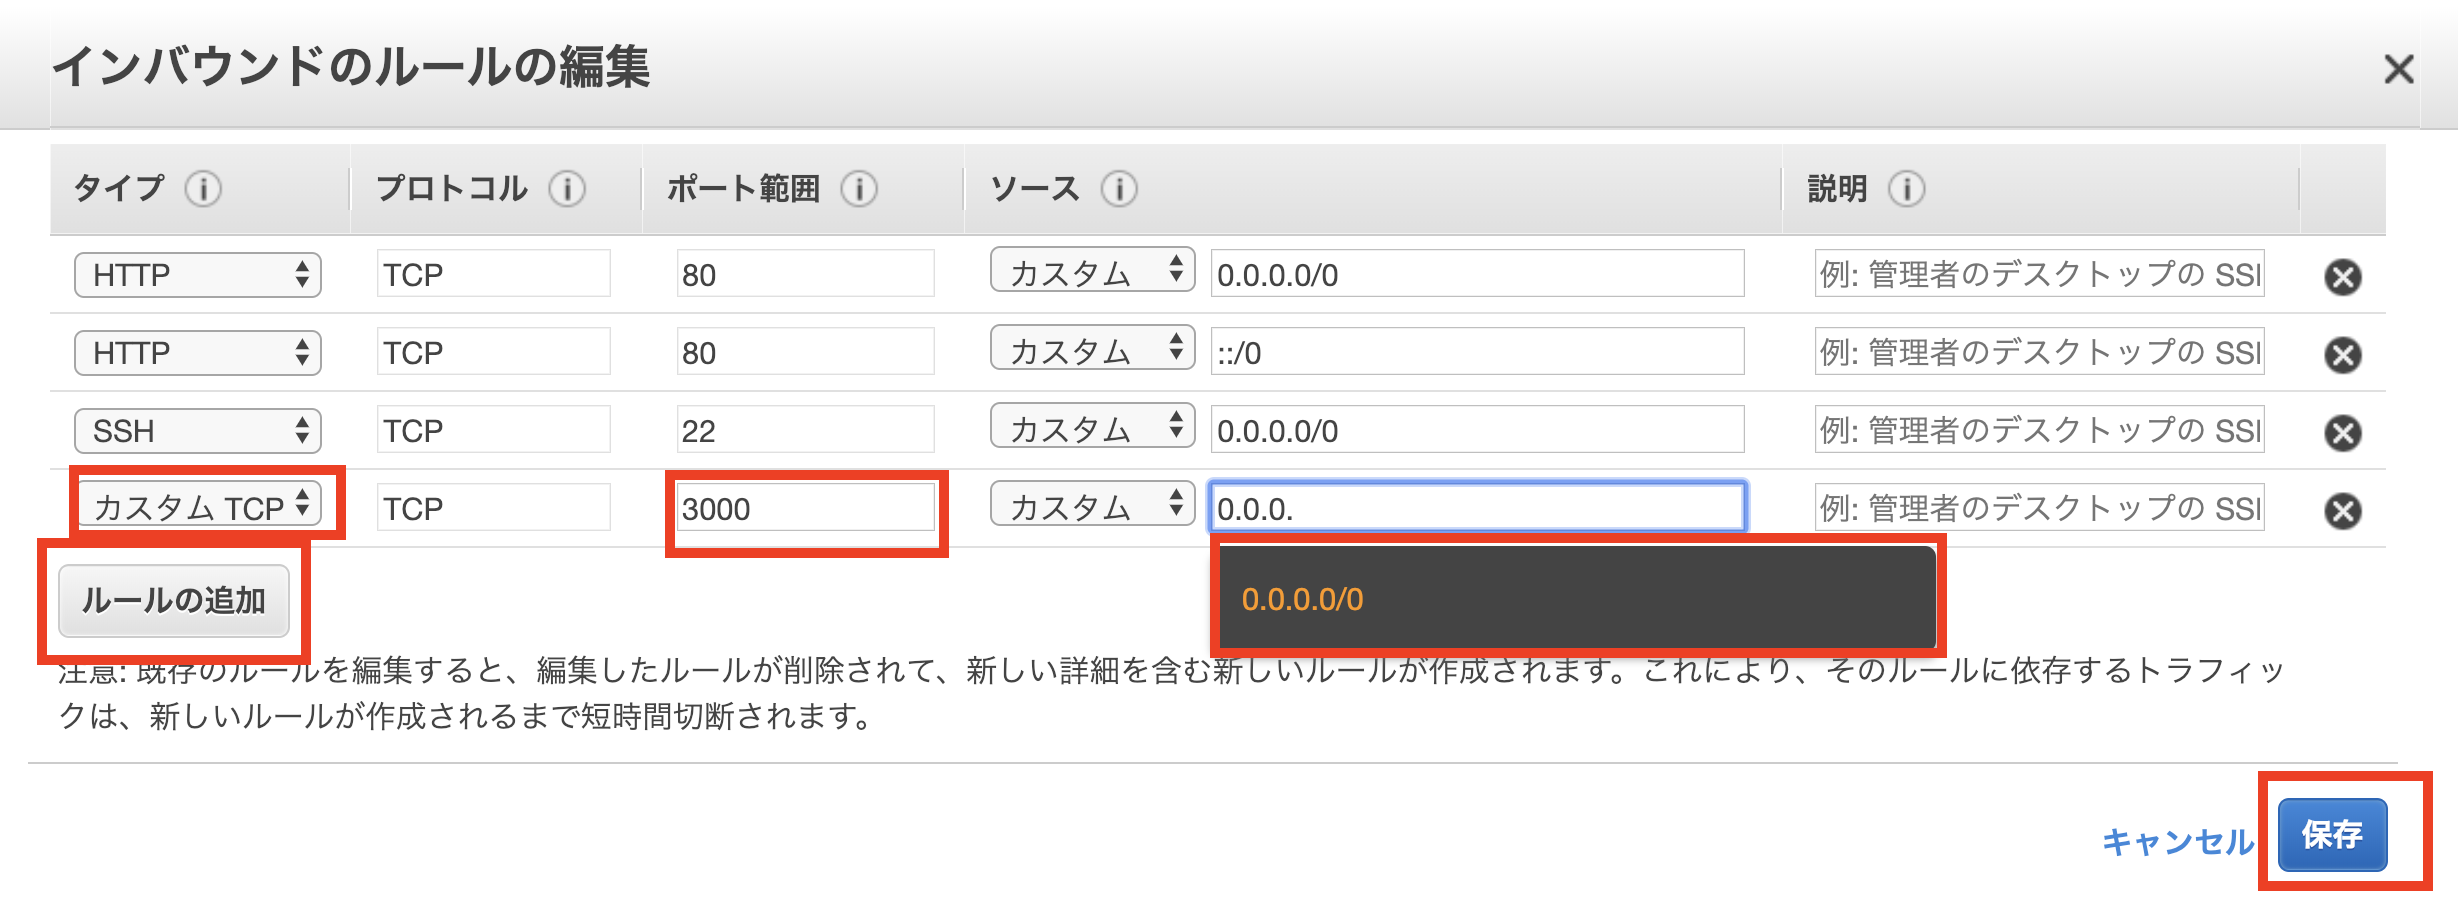 インバウンドのルールの編集
タイプ プロトコル ポート範囲 ソース 説明
HTTP TCP 80 カスタム 0.0.0.0/0 例: 管理者のデスクトップの SSI
HTTP TCP 80 カスタム ::/0 例: 管理者のデスクトップの SSI
SSH TCP 22 カスタム 0.0.0.0/0 例: 管理者のデスクトップの SSI
カスタム TCP TCP 3000 カスタム 0.0.0. 例: 管理者のデスクトップの SSI
0.0.0.0/0
ルールの追加
注意: 既存のルールを編集すると、編集したルールが削除されて、新しい詳細を含む新しいルールが作成されます。これにより、そのルールに依存するトラフィッ
クは、新しいルールが作成されるまで短時間切断されます。
キャンセル 保存